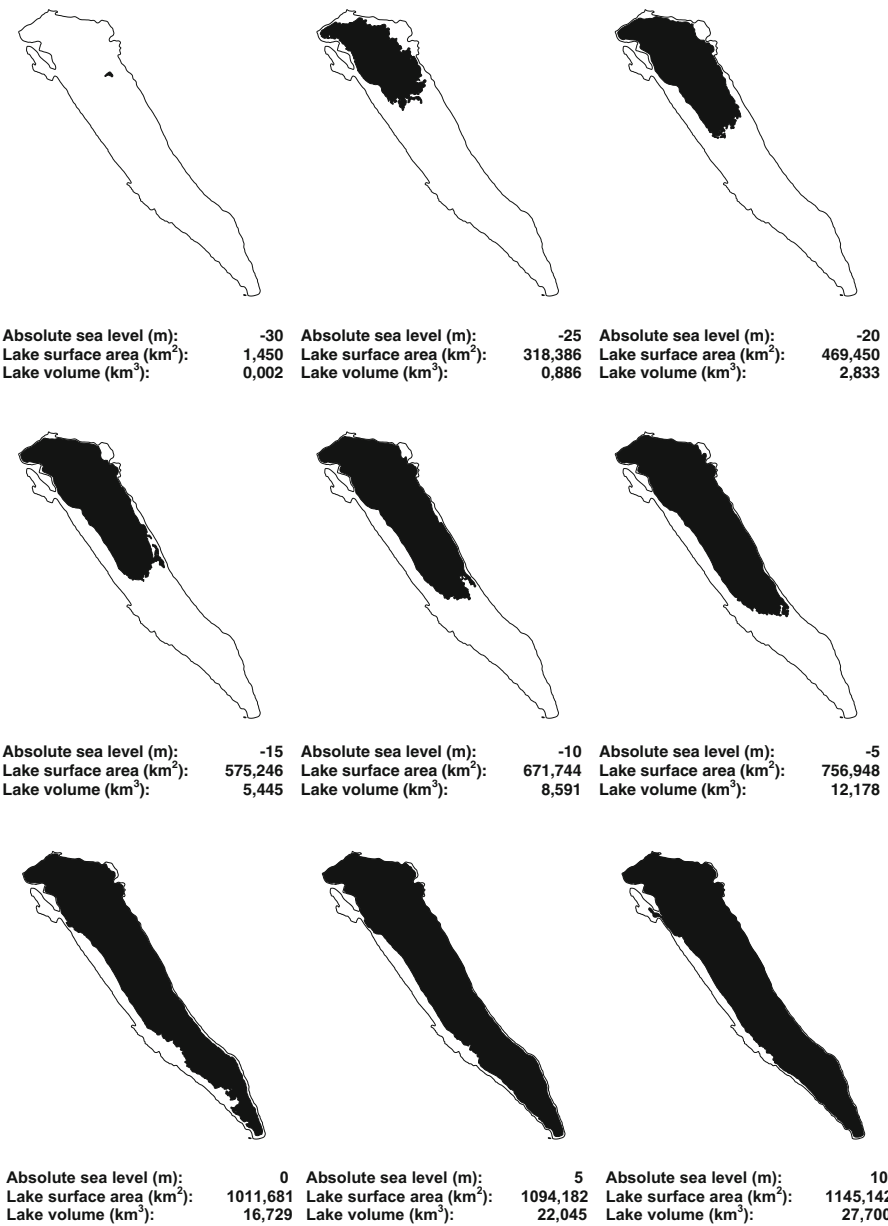 Absolute sea level (m): -30 Absolute sea level (m): -25 Absolute sea level (m): -20
Lake surface area (km²): 1,450 Lake surface area (km²): 318,386 Lake surface area (km²): 469,450
Lake volume (km³): 0,002 Lake volume (km³): 0,886 Lake volume (km³): 2,833
Absolute sea level (m): -15 Absolute sea level (m): -10 Absolute sea level (m): -5
Lake surface area (km²): 575,246 Lake surface area (km²): 671,744 Lake surface area (km²): 756,948
Lake volume (km³): 5,445 Lake volume (km³): 8,591 Lake volume (km³): 12,178
Absolute sea level (m): 0 Absolute sea level (m): 5 Absolute sea level (m): 10
Lake surface area (km²): 1011,681 Lake surface area (km²): 1094,182 Lake surface area (km²): 1145,142
Lake volume (km³): 16,729 Lake volume (km³): 22,045 Lake volume (km³): 27,700